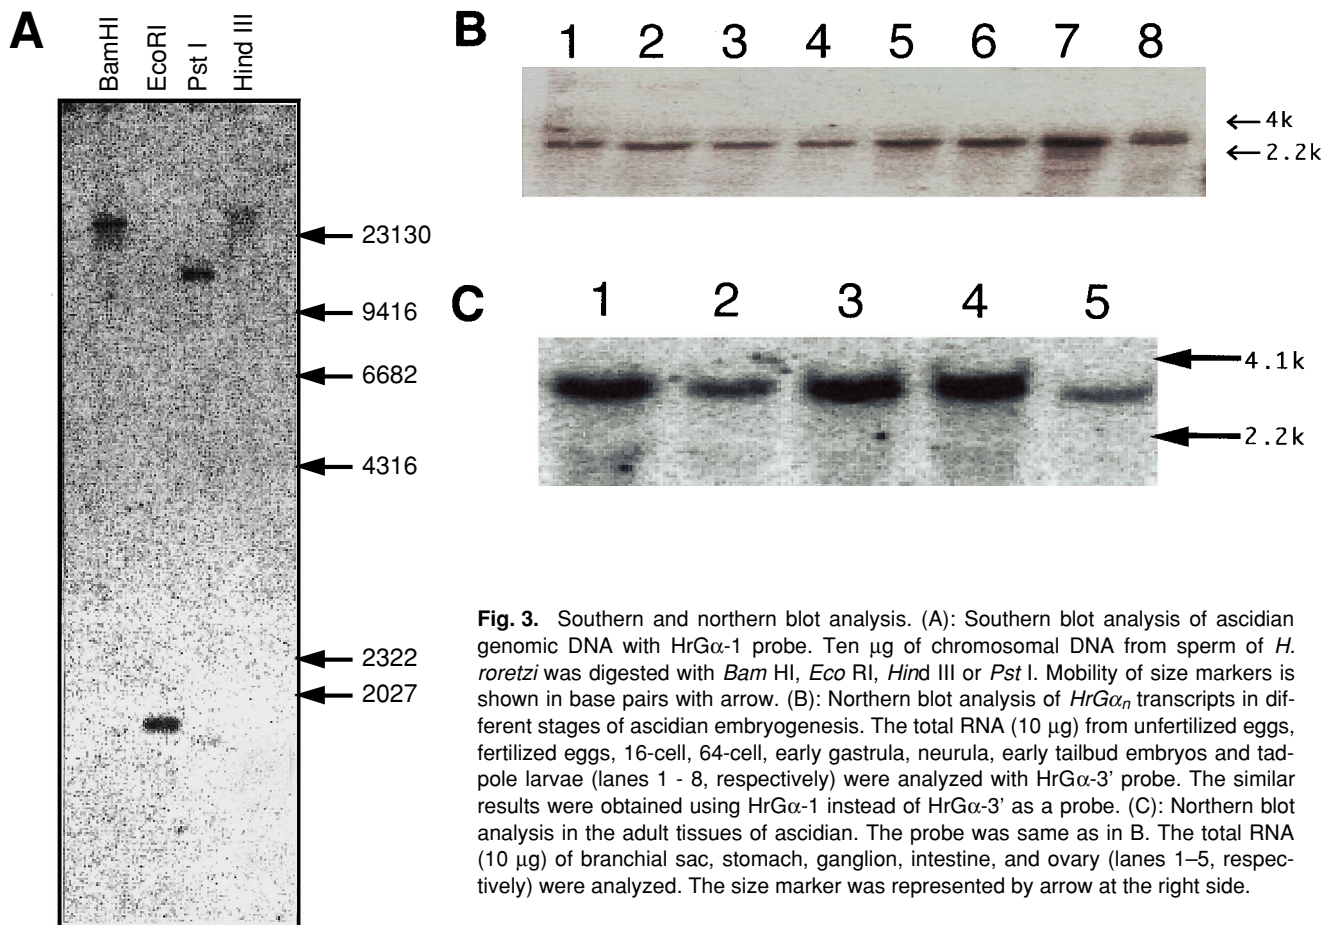 A
BamHI
EcoRI
Pst I
Hind III
23130
9416
6682
4316
2322
2027
B
1 2 3 4 5 6 7 8
4k
2.2k
C
1 2 3 4 5
4.1k
2.2k
Fig. 3. Southern and northern blot analysis. (A): Southern blot analysis of ascidian
genomic DNA with HrGα-1 probe. Ten μg of chromosomal DNA from sperm of H.
roretzi was digested with Bam HI, Eco RI, Hind III or Pst I. Mobility of size markers is
shown in base pairs with arrow. (B): Northern blot analysis of HrGαn transcripts in dif-
ferent stages of ascidian embryogenesis. The total RNA (10 μg) from unfertilized eggs,
fertilized eggs, 16-cell, 64-cell, early gastrula, neurula, early tailbud embryos and tad-
pole larvae (lanes 1 - 8, respectively) were analyzed with HrGα-3’ probe. The similar
results were obtained using HrGα-1 instead of HrGα-3’ as a probe. (C): Northern blot
analysis in the adult tissues of ascidian. The probe was same as in B. The total RNA
(10 μg) of branchial sac, stomach, ganglion, intestine, and ovary (lanes 1–5, respec-
tively) were analyzed. The size marker was represented by arrow at the right side.